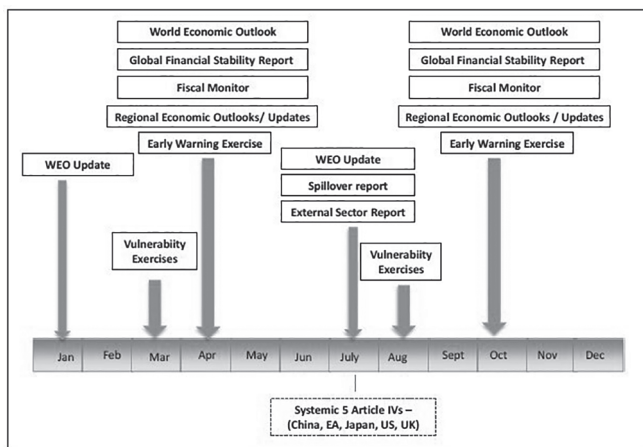 World Economic Outlook
Global Financial Stability Report
Fiscal Monitor
Regional Economic Outlooks/ Updates
Early Warning Exercise
World Economic Outlook
Global Financial Stability Report
Fiscal Monitor
Regional Economic Outlooks / Updates
Early Warning Exercise
WEO Update
WEO Update
Spillover report
External Sector Report
Vulnerabiity
Exercises
Vulnerabiity
Exercises
Jan Feb Mar Apr May Jun July Aug Sept Oct Nov Dec
Systemic 5 Article IVs –
(China, EA, Japan, US, UK)